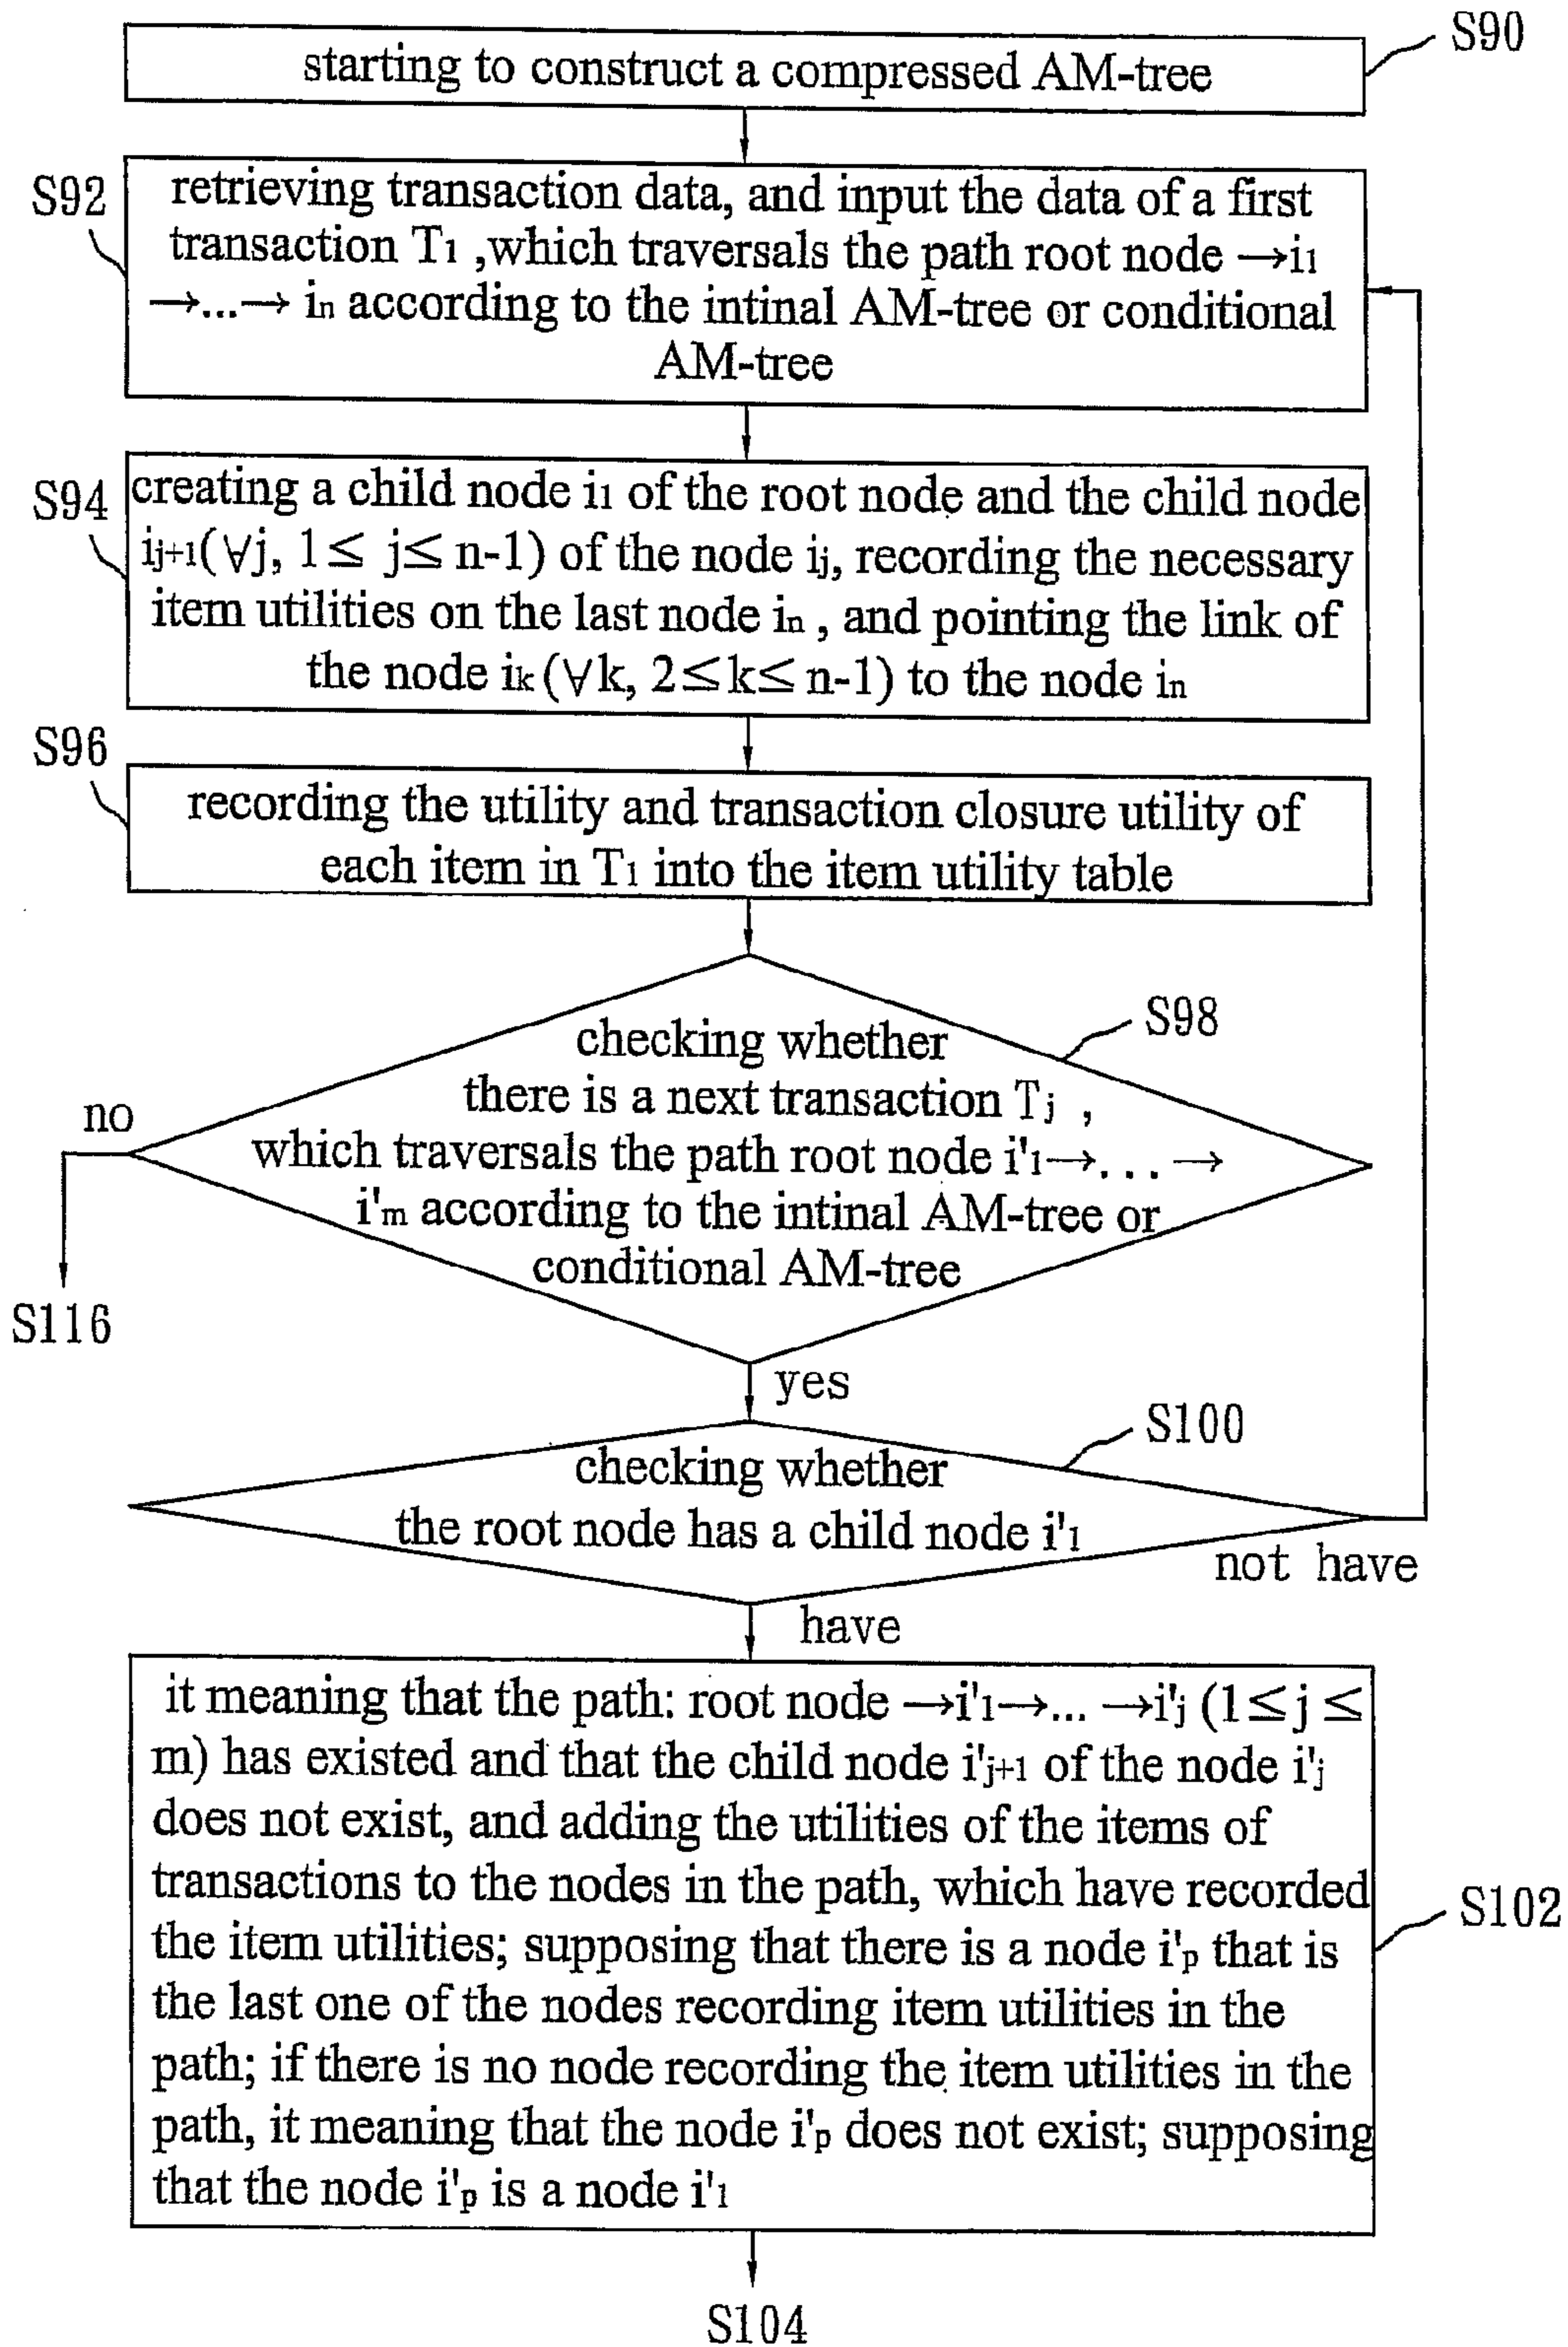 S90
starting to construct a compressed AM-tree
S92
retrieving transaction data, and input the data of a first
transaction T1 ,which traversals the path root node →i1
→...→ in according to the intinal AM-tree or conditional
AM-tree
S94
creating a child node i1 of the root node and the child node
ij+1(∀j, 1≤ j≤ n-1) of the node ij, recording the necessary
item utilities on the last node in , and pointing the link of
the node ik (∀k, 2≤k≤ n-1) to the node in
S96
recording the utility and transaction closure utility of
each item in T1 into the item utility table
S98
checking whether
there is a next transaction Tj ,
which traversals the path root node i'1→... →
i'm according to the intinal AM-tree or
conditional AM-tree
no
S116
yes
S100
checking whether
the root node has a child node i'1
not have
have
it meaning that the path: root node →i'1→... →i'j (1≤j ≤
m) has existed and that the child node i'j+1 of the node i'j
does not exist, and adding the utilities of the items of
transactions to the nodes in the path, which have recorded
the item utilities; supposing that there is a node i'p that is
the last one of the nodes recording item utilities in the
path; if there is no node recording the item utilities in the
path, it meaning that the node i'p does not exist; supposing
that the node i'p is a node i'1
S102
S104